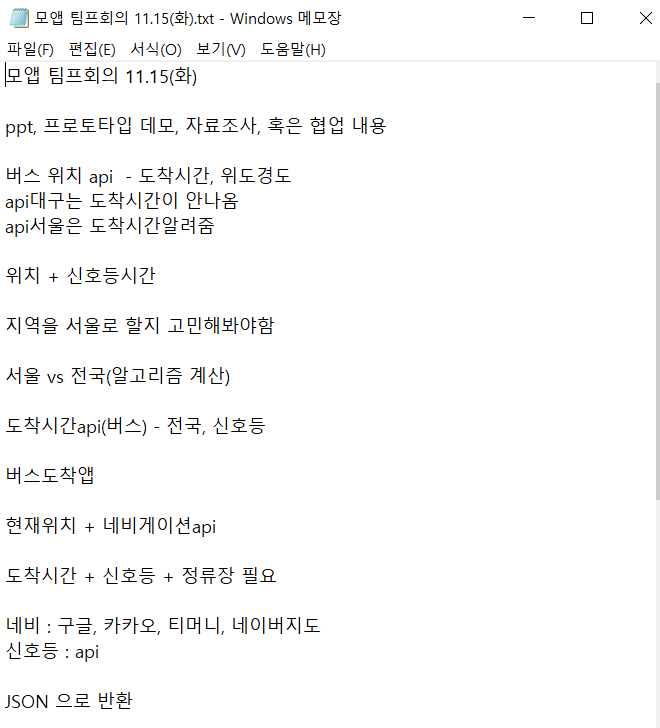 모앱 팀프회의 11.15(화).txt - Windows 메모장
파일(F) 편집(E) 서식(O) 보기(V) 도움말(H)
모앱 팀프회의 11.15(화)
ppt, 프로토타입 데모, 자료조사, 혹은 협업 내용
버스 위치 api  - 도착시간, 위도경도
api대구는 도착시간이 안나옴
api서울은 도착시간알려줌
위치 + 신호등시간
지역을 서울로 할지 고민해봐야함
서울 vs 전국(알고리즘 계산)
도착시간api(버스) - 전국, 신호등
버스도착앱
현재위치 + 네비게이션api
도착시간 + 신호등 + 정류장 필요
네비 : 구글, 카카오, 티머니, 네이버지도
신호등 : api
JSON 으로 반환